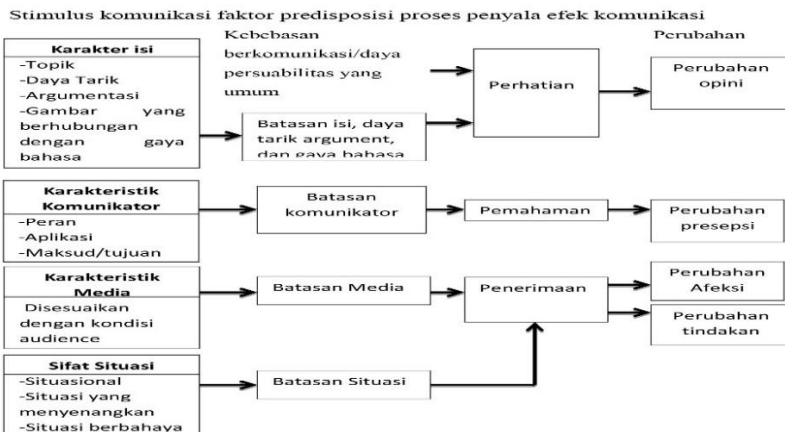 Stimulus komunikasi faktor predisposisi proses penyala efek komunikasi
Karakter isi
-Topik
-Daya Tarik
-Argumentasi
-Gambar yang
berhubungan
dengan gaya
bahasa
Kebebasan
berkomunikasi/daya
persuabilitas yang
umum
Batasan isi, daya
tarik argument,
dan gaya bahasa
Perhatian
Perubahan
Perubahan
opini
Karakteristik
Komunikator
-Peran
-Aplikasi
-Maksud/tujuan
Batasan
komunikator
Pemahaman
Perubahan
presepsi
Karakteristik
Media
Disesuaikan
dengan kondisi
audience
Batasan Media
Penerimaan
Perubahan
Afeksi
Perubahan
tindakan
Sifat Situasi
-Situasional
-Situasi yang
menyenangkan
-Situasi berbahaya
Batasan Situasi